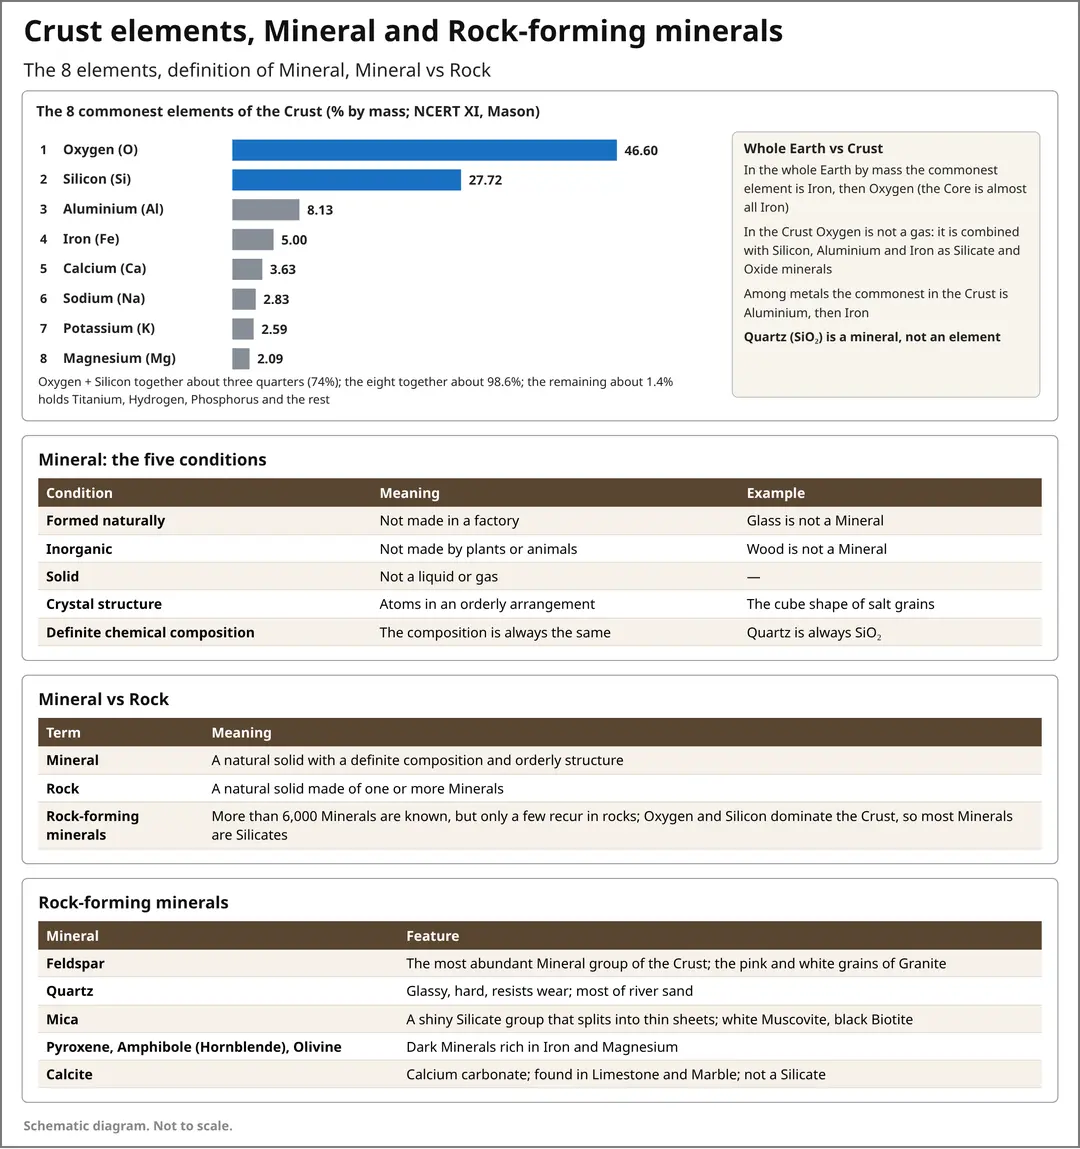 Crust elements, Mineral and Rock-forming minerals
The 8 elements, definition of Mineral, Mineral vs Rock
The 8 commonest elements of the Crust (% by mass; NCERT XI, Mason)
1 Oxygen (O) 46.60
2 Silicon (Si) 27.72
3 Aluminium (Al) 8.13
4 Iron (Fe) 5.00
5 Calcium (Ca) 3.63
6 Sodium (Na) 2.83
7 Potassium (K) 2.59
8 Magnesium (Mg) 2.09
Oxygen + Silicon together about three quarters (74%); the eight together about 98.6%; the remaining about 1.4%
holds Titanium, Hydrogen, Phosphorus and the rest
Whole Earth vs Crust
In the whole Earth by mass the commonest
element is Iron, then Oxygen (the Core is almost
all Iron)
In the Crust Oxygen is not a gas: it is combined
with Silicon, Aluminium and Iron as Silicate and
Oxide minerals
Among metals the commonest in the Crust is
Aluminium, then Iron
Quartz (SiO₂) is a mineral, not an element
Mineral: the five conditions
Condition Meaning Example
Formed naturally Not made in a factory Glass is not a Mineral
Inorganic Not made by plants or animals Wood is not a Mineral
Solid Not a liquid or gas —
Crystal structure Atoms in an orderly arrangement The cube shape of salt grains
Definite chemical composition The composition is always the same Quartz is always SiO₂
Mineral vs Rock
Term Meaning
Mineral A natural solid with a definite composition and orderly structure
Rock A natural solid made of one or more Minerals
Rock-forming minerals More than 6,000 Minerals are known, but only a few recur in rocks; Oxygen and Silicon dominate the Crust, so most Minerals
are Silicates
Rock-forming minerals
Mineral Feature
Feldspar The most abundant Mineral group of the Crust; the pink and white grains of Granite
Quartz Glassy, hard, resists wear; most of river sand
Mica A shiny Silicate group that splits into thin sheets; white Muscovite, black Biotite
Pyroxene, Amphibole (Hornblende), Olivine Dark Minerals rich in Iron and Magnesium
Calcite Calcium carbonate; found in Limestone and Marble; not a Silicate
Schematic diagram. Not to scale.